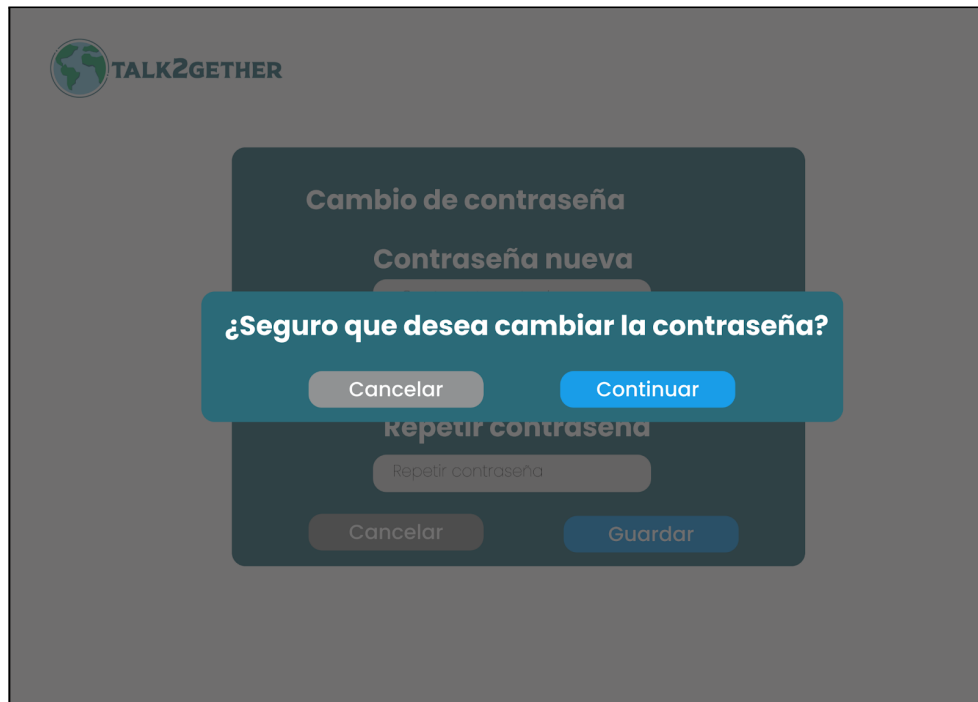 TALK2GETHER
Cambio de contraseña
Contraseña nueva
¿Seguro que desea cambiar la contraseña?
Cancelar Continuar
Repetir contraseña
Repetir contraseña
Cancelar Guardar